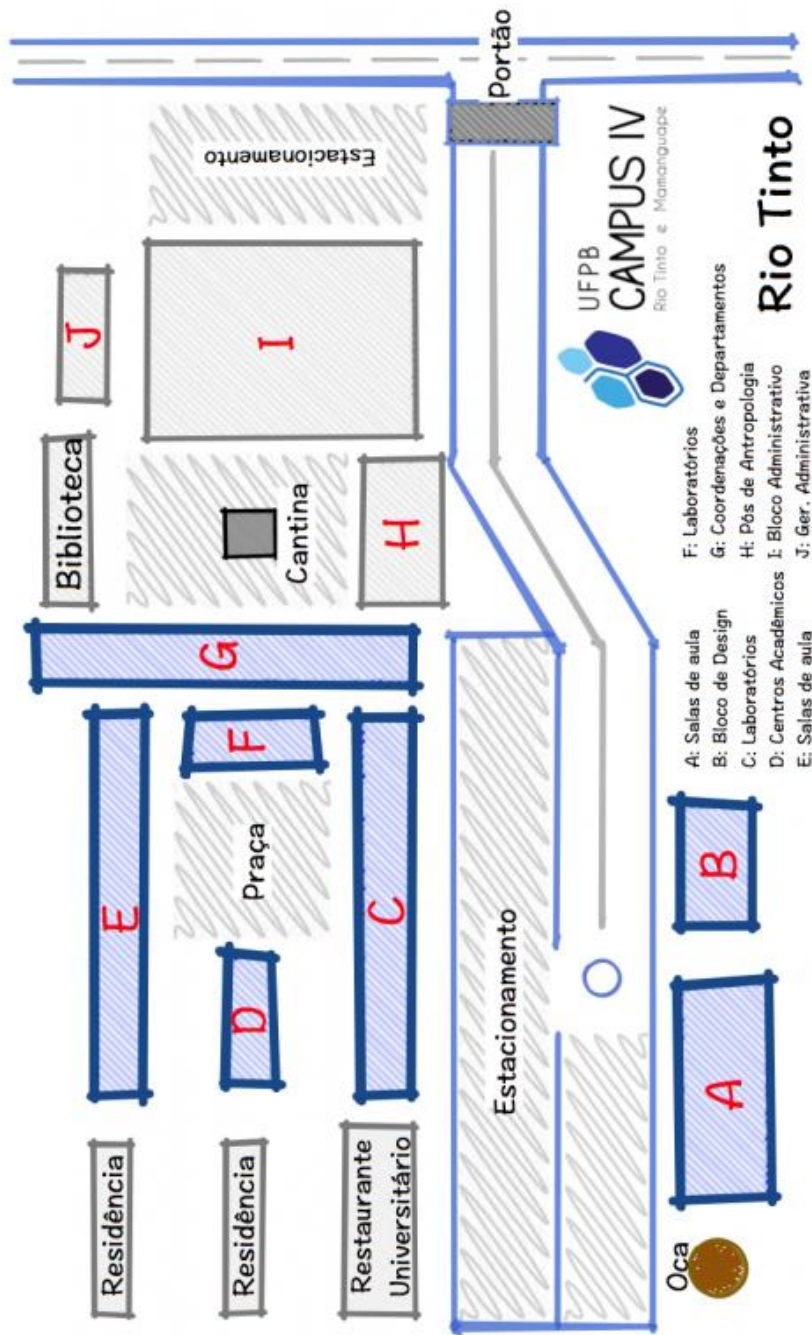 Residência
Residência
Restaurante
Universitário
E
D
C
Praça
F
G
Biblioteca
Cantina
H
J
I
Estacionamento
Estacionamento
Portão
Oca
A
B
UFPB
CAMPUS IV
Rio Tinto e Mamanguape
Rio Tinto
A: Salas de aula
B: Bloco de Design
C: Laboratórios
D: Centros Acadêmicos
E: Salas de aula
F: Laboratórios
G: Coordenações e Departamentos
H: Pós de Antropologia
I: Bloco Administrativo
J: Ger. Administrativa